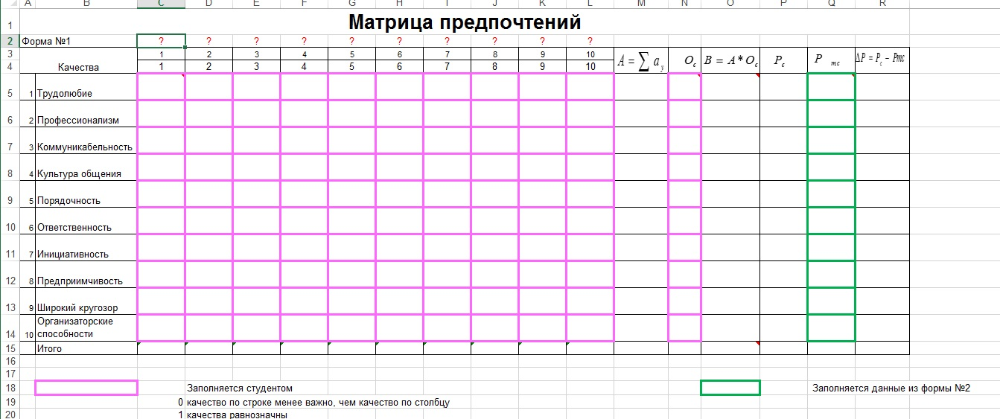 A B C D E F G H I J K L M N O P Q R
1 Матрица предпочтений
2 Форма №1 ? ? ? ? ? ? ? ? ? ?
3 1 2 3 4 5 6 7 8 9 10
4 Качества 1 2 3 4 5 6 7 8 9 10 A = ∑ a_y O_c B = A * O_c P_c P_mc ΔP = P_c – Pmc
5 1 Трудолюбие
6 2 Профессионализм
7 3 Коммуникабельность
8 4 Культура общения
9 5 Порядочность
10 6 Ответственность
11 7 Инициативность
12 8 Предприимчивость
13 9 Широкий кругозор
Организаторские
14 10 способности
15 Итого
16
17
18 Заполняется студентом Заполняется данные из формы №2
19 0 качество по строке менее важно, чем качество по столбцу
20 1 качества равнозначны